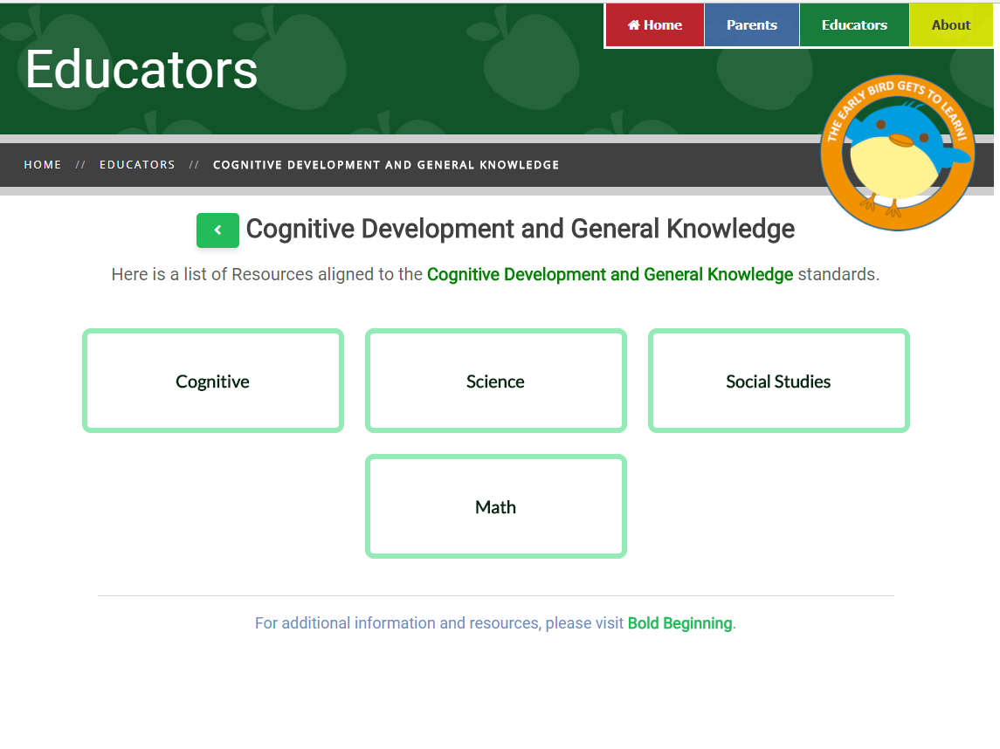 Home Parents Educators About
Educators
THE EARLY BIRD GETS TO LEARN!
HOME // EDUCATORS // COGNITIVE DEVELOPMENT AND GENERAL KNOWLEDGE
Cognitive Development and General Knowledge
Here is a list of Resources aligned to the Cognitive Development and General Knowledge standards.
Cognitive Science Social Studies
Math
For additional information and resources, please visit Bold Beginning.